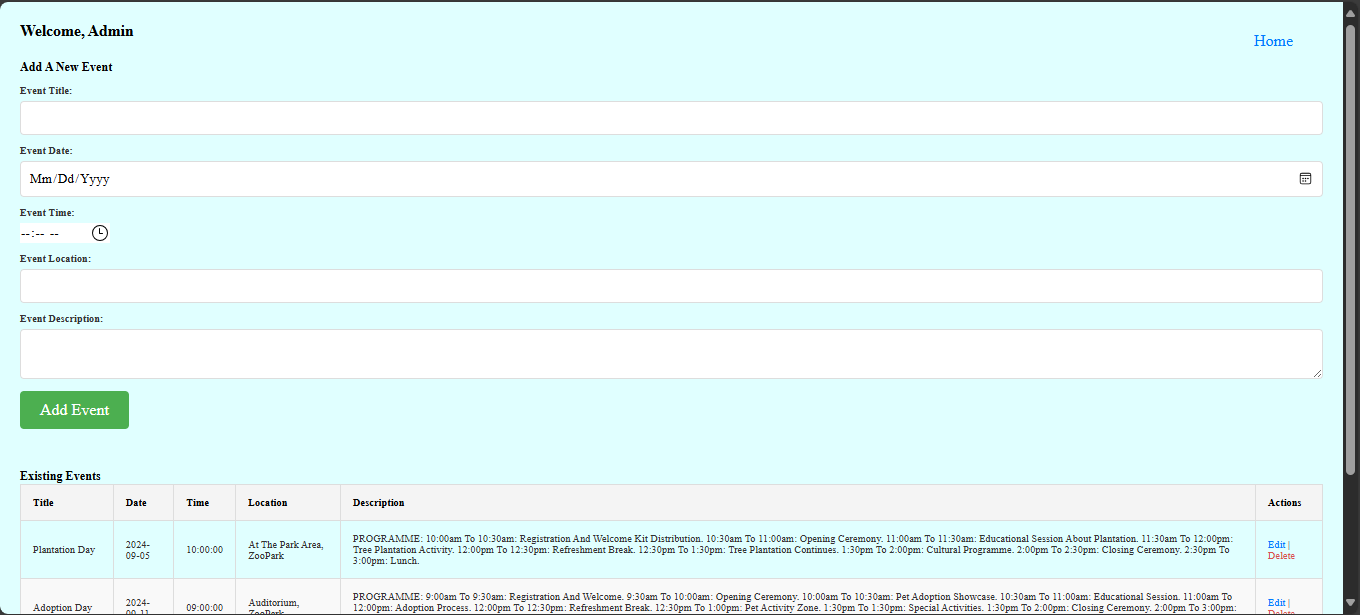 Welcome, Admin
Home
Add A New Event
Event Title:
Event Date:
Mm/Dd/Yyyy
Event Time:
--:-- --
Event Location:
Event Description:
Add Event
Existing Events
Title Date Time Location Description Actions
Plantation Day
2024-
09-05
10:00:00
At The Park Area,
ZooPark
PROGRAMME: 10:00am To 10:30am: Registration And Welcome Kit Distribution. 10:30am To 11:00am: Opening Ceremony. 11:00am To 11:30am: Educational Session About Plantation. 11:30am To 12:00pm:
Tree Plantation Activity. 12:00pm To 12:30pm: Refreshment Break. 12:30pm To 1:30pm: Tree Plantation Continues. 1:30pm To 2:00pm: Cultural Programme. 2:00pm To 2:30pm: Closing Ceremony. 2:30pm To
3:00pm: Lunch.
Edit |
Delete
Adoption Day
2024-
09-11
09:00:00
Auditorium,
ZooPark
PROGRAMME: 9:00am To 9:30am: Registration And Welcome. 9:30am To 10:00am: Opening Ceremony. 10:00am To 10:30am: Pet Adoption Showcase. 10:30am To 11:00am: Educational Session. 11:00am To
12:00pm: Adoption Process. 12:00pm To 12:30pm: Refreshment Break. 12:30pm To 1:00pm: Pet Activity Zone. 1:30pm To 1:30pm: Special Activities. 1:30pm To 2:00pm: Closing Ceremony. 2:00pm To 3:00pm:
Edit |
Delete